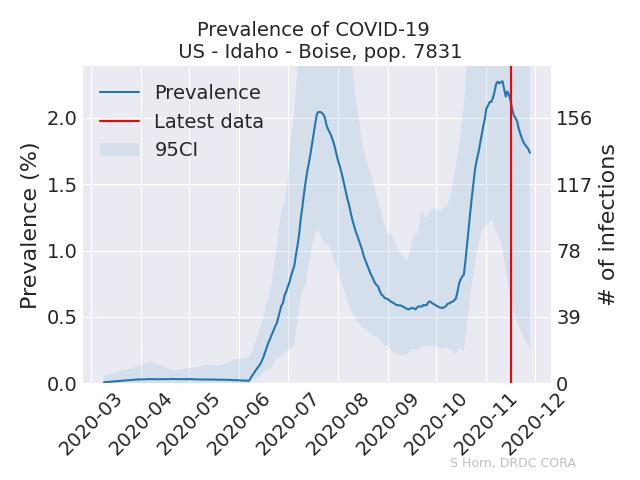 Prevalence of COVID-19
US - Idaho - Boise, pop. 7831
Prevalence
Latest data
95CI
Prevalence (%)
2.0
1.5
1.0
0.5
0.0
156
117
78
39
0
# of infections
2020-03
2020-04
2020-05
2020-06
2020-07
2020-08
2020-09
2020-10
2020-11
2020-12
S Horn, DRDC CORA